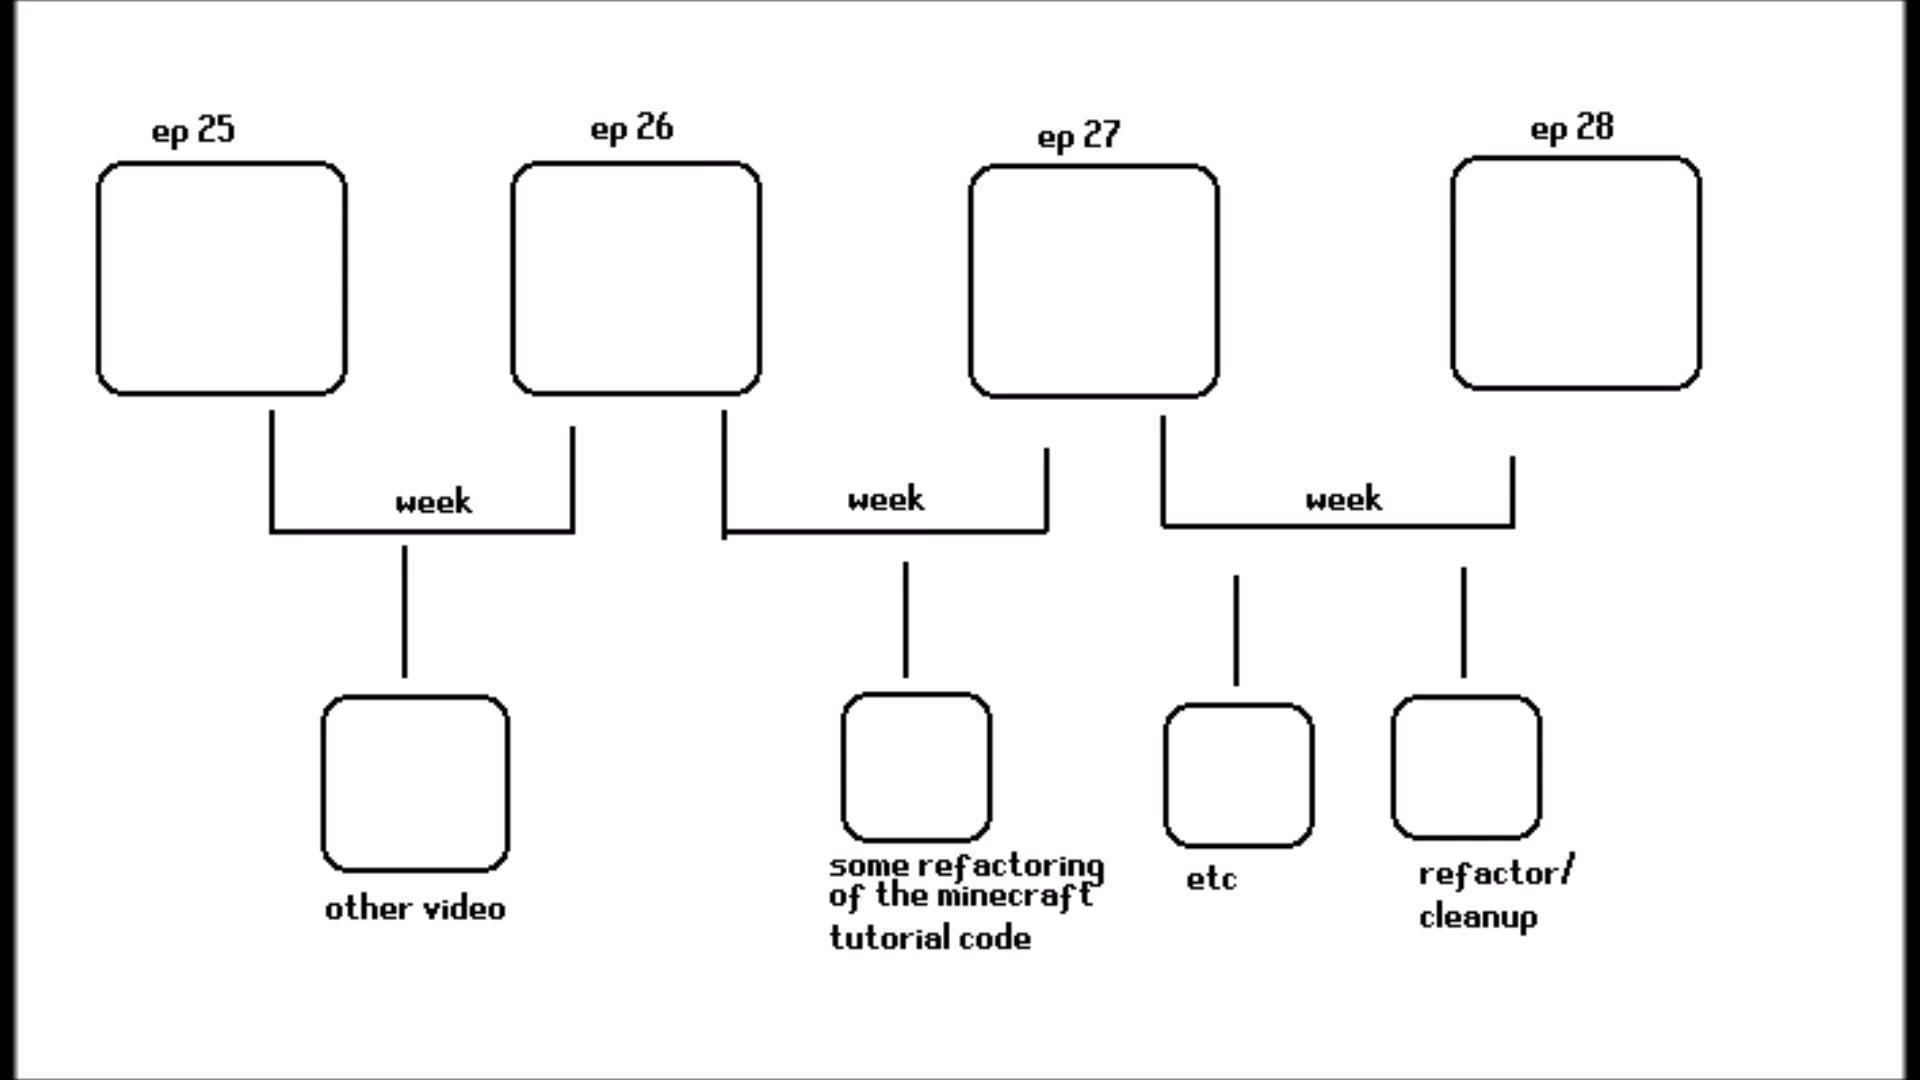 ep 25
ep 26
ep 27
ep 28
week
week
week
other video
some refactoring
of the minecraft
tutorial code
etc
refactor/
cleanup